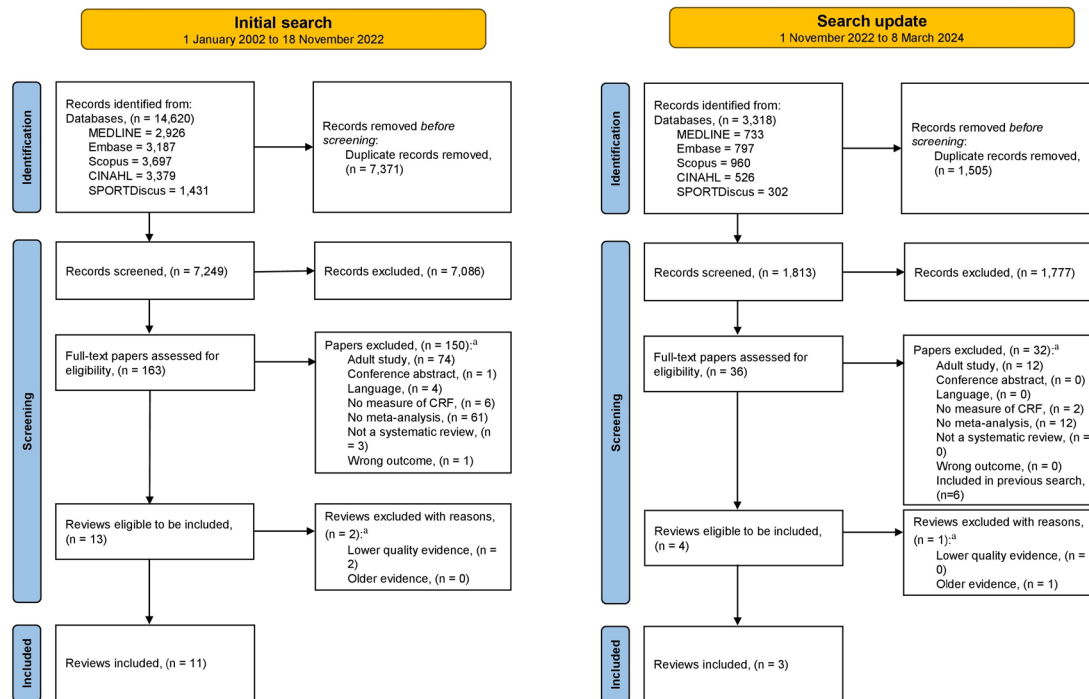 Initial search
1 January 2002 to 18 November 2022
Identification
Records identified from:
Databases, (n = 14,620)
MEDLINE = 2,926
Embase = 3,187
Scopus = 3,697
CINAHL = 3,379
SPORTDiscus = 1,431
Records removed before
screening:
Duplicate records removed,
(n = 7,371)
Screening
Records screened, (n = 7,249)
Records excluded, (n = 7,086)
Full-text papers assessed for
eligibility, (n = 163)
Papers excluded, (n = 150):a
Adult study, (n = 74)
Conference abstract, (n = 1)
Language, (n = 4)
No measure of CRF, (n = 6)
No meta-analysis, (n = 61)
Not a systematic review, (n
= 3)
Wrong outcome, (n = 1)
Reviews eligible to be included,
(n = 13)
Reviews excluded with reasons,
(n = 2):a
Lower quality evidence, (n =
2)
Older evidence, (n = 0)
Included
Reviews included, (n = 11)
Search update
1 November 2022 to 8 March 2024
Identification
Records identified from:
Databases, (n = 3,318)
MEDLINE = 733
Embase = 797
Scopus = 960
CINAHL = 526
SPORTDiscus = 302
Records removed before
screening:
Duplicate records removed,
(n = 1,505)
Screening
Records screened, (n = 1,813)
Records excluded, (n = 1,777)
Full-text papers assessed for
eligibility, (n = 36)
Papers excluded, (n = 32):a
Adult study, (n = 12)
Conference abstract, (n = 0)
Language, (n = 0)
No measure of CRF, (n = 2)
No meta-analysis, (n = 12)
Not a systematic review, (n =
0)
Wrong outcome, (n = 0)
Included in previous search,
(n=6)
Reviews eligible to be included,
(n = 4)
Reviews excluded with reasons,
(n = 1):a
Lower quality evidence, (n =
0)
Older evidence, (n = 1)
Included
Reviews included, (n = 3)